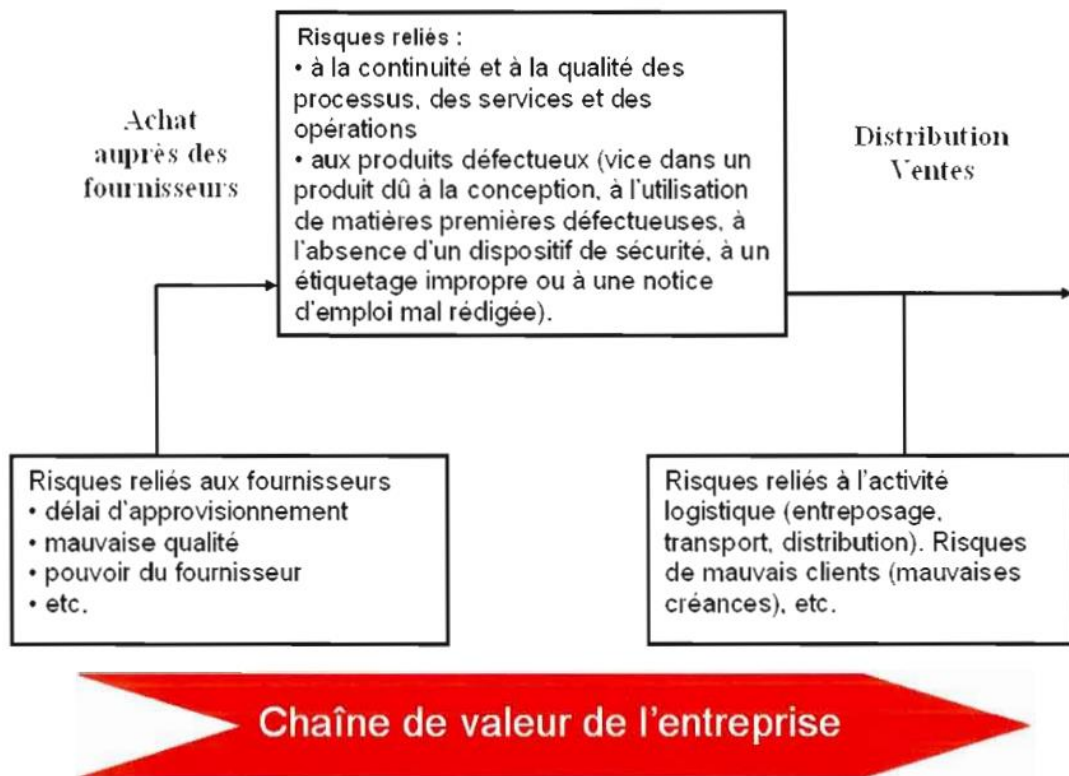 Achat
auprès des
fournisseurs
Risques reliés :
• à la continuité et à la qualité des
processus, des services et des
opérations
• aux produits défectueux (vice dans un
produit dû à la conception, à l'utilisation
de matières premières défectueuses, à
l'absence d'un dispositif de sécurité, à un
étiquetage impropre ou à une notice
d'emploi mal rédigée).
Distribution
Ventes
Risques reliés aux fournisseurs
• délai d'approvisionnement
• mauvaise qualité
• pouvoir du fournisseur
• etc.
Risques reliés à l'activité
logistique (entreposage,
transport, distribution). Risques
de mauvais clients (mauvaises
créances), etc.
Chaîne de valeur de l'entreprise